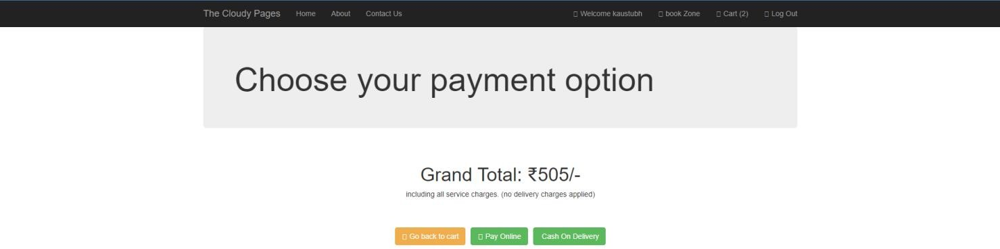 The Cloudy Pages Home About Contact Us Welcome kaustubh book Zone Cart (2) Log Out
Choose your payment option
Grand Total: ₹505/-
including all service charges. (no delivery charges applied)
Go back to cart Pay Online Cash On Delivery